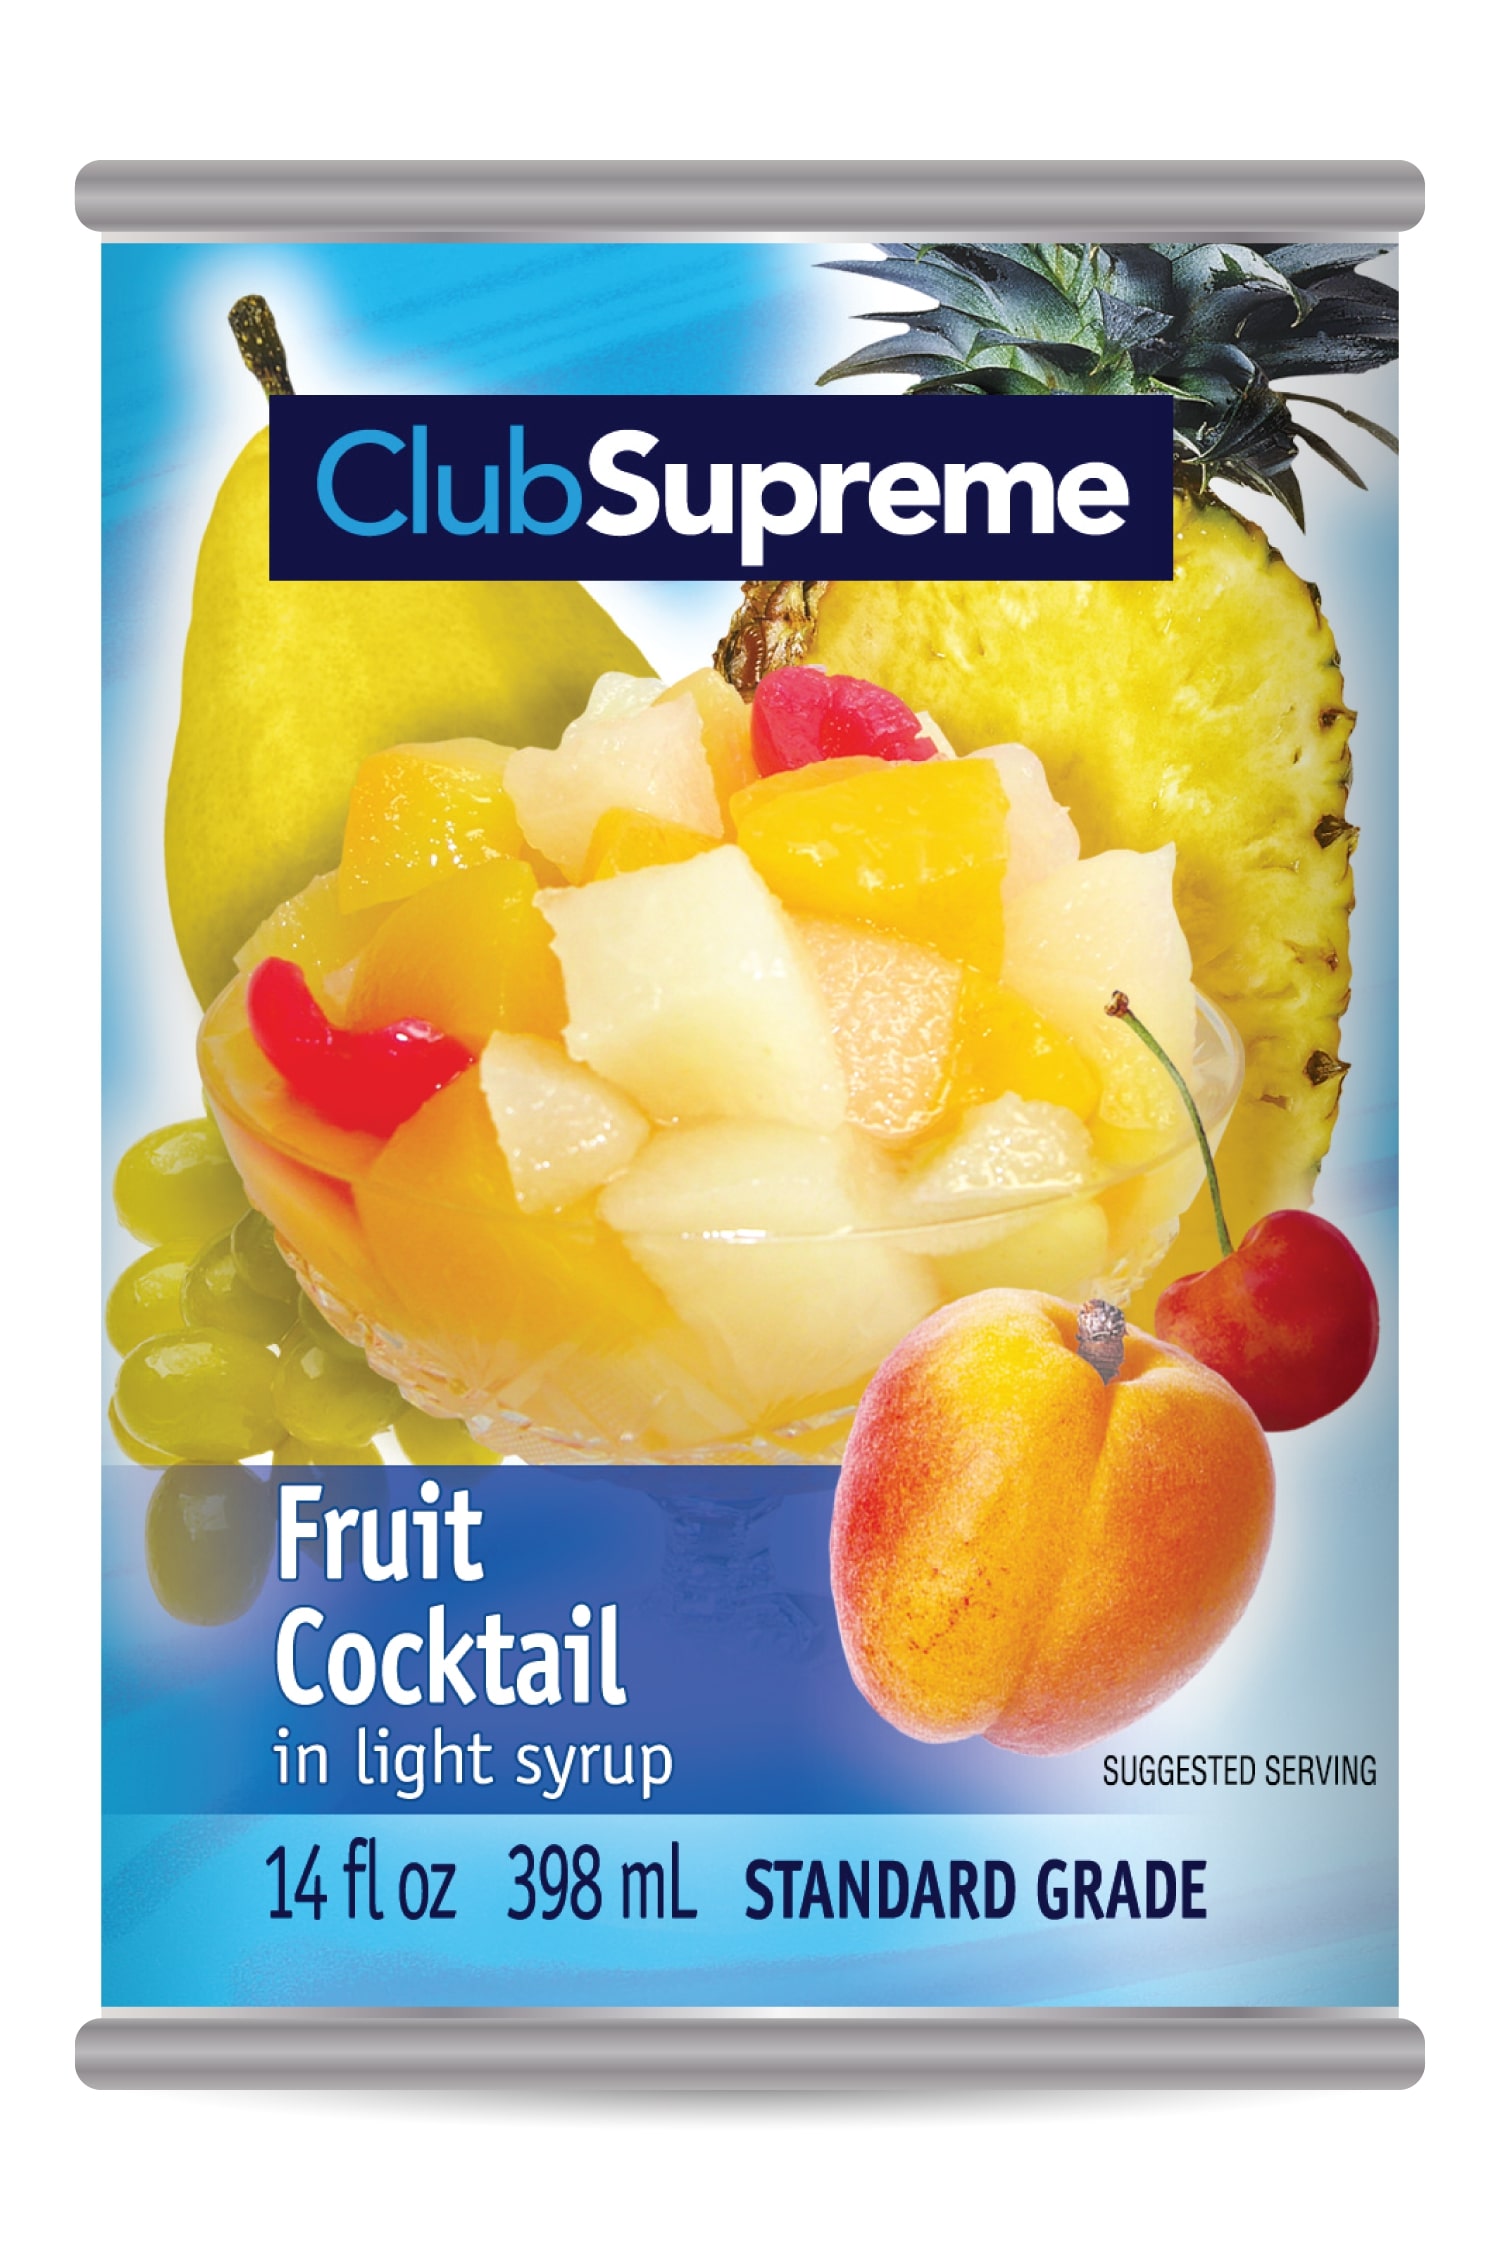 ClubSupreme
Fruit
Cocktail
in light syrup
SUGGESTED SERVING
14 fl oz 398 mL STANDARD GRADE